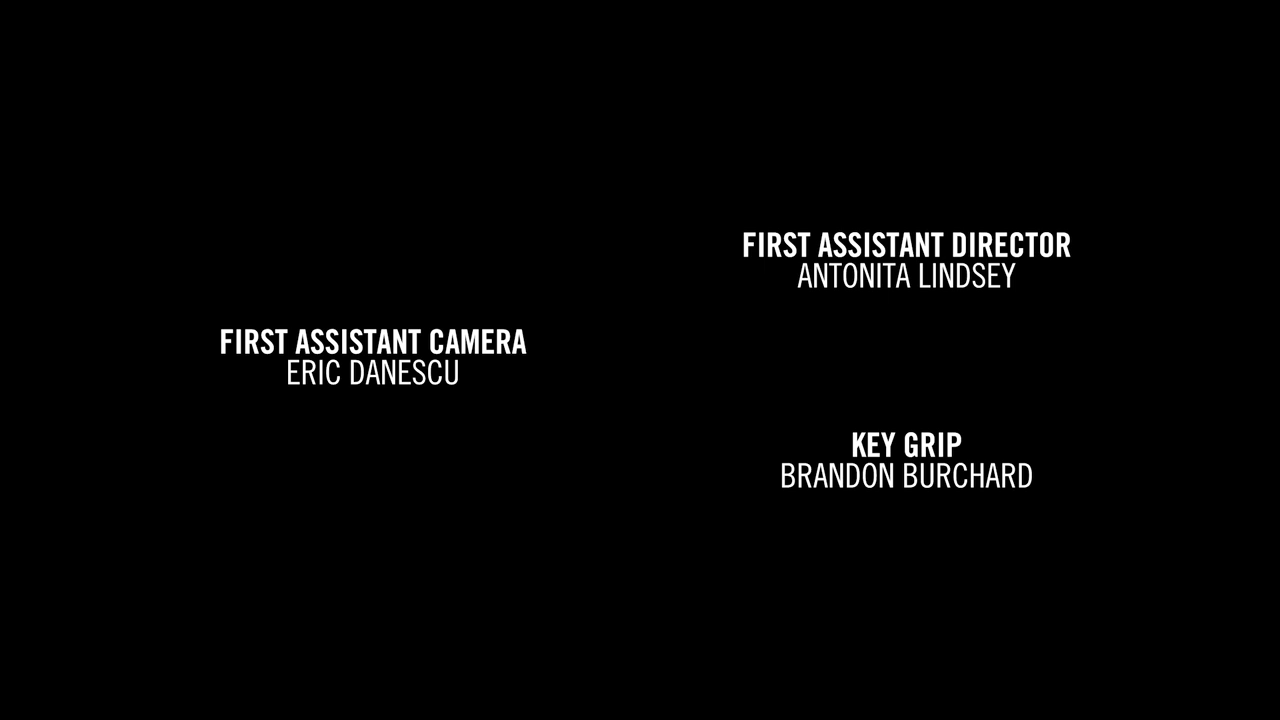 FIRST ASSISTANT CAMERA
ERIC DANESCU
FIRST ASSISTANT DIRECTOR
ANTONITA LINDSEY
KEY GRIP
BRANDON BURCHARD